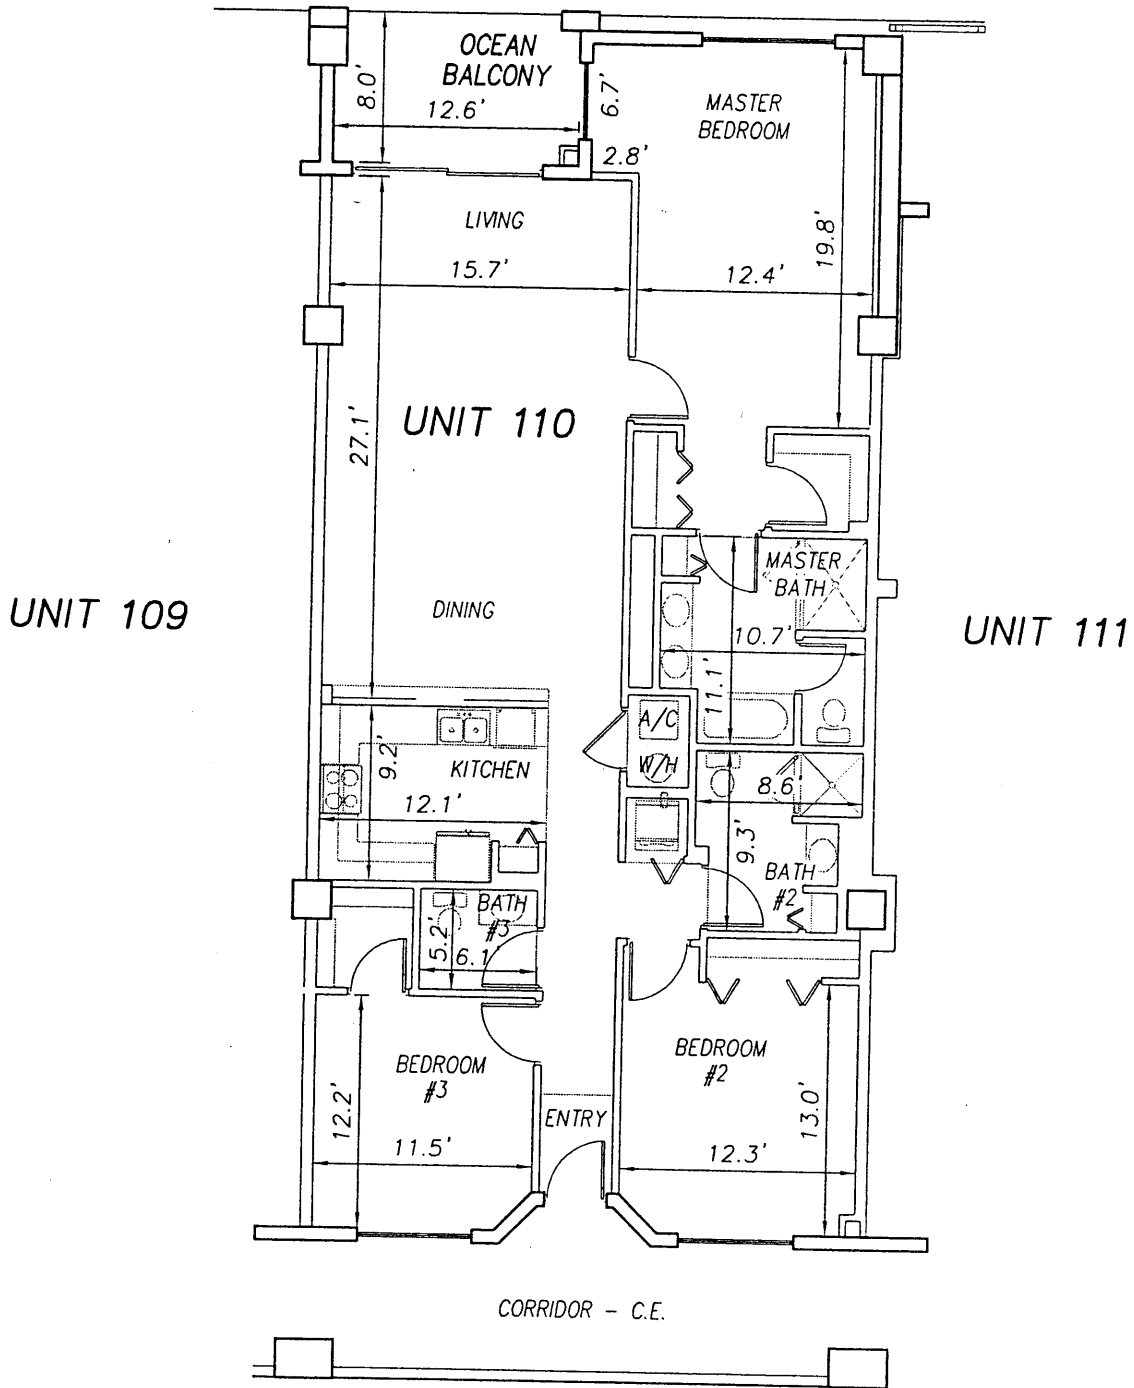 OCEAN
BALCONY
8.0'
12.6'
6.7'
2.8'
MASTER
BEDROOM
LIVING
19.8'
15.7'
12.4'
27.1'
UNIT 110
MASTER
BATH
DINING
UNIT 109
UNIT 111
10.7'
11.1'
A/C
W/H
9.2'
KITCHEN
12.1'
8.6'
9.3'
BATH
#2
BATH
#3
5.2'
6.1'
BEDROOM
#3
BEDROOM
#2
12.2'
ENTRY
13.0'
11.5'
12.3'
CORRIDOR - C.E.